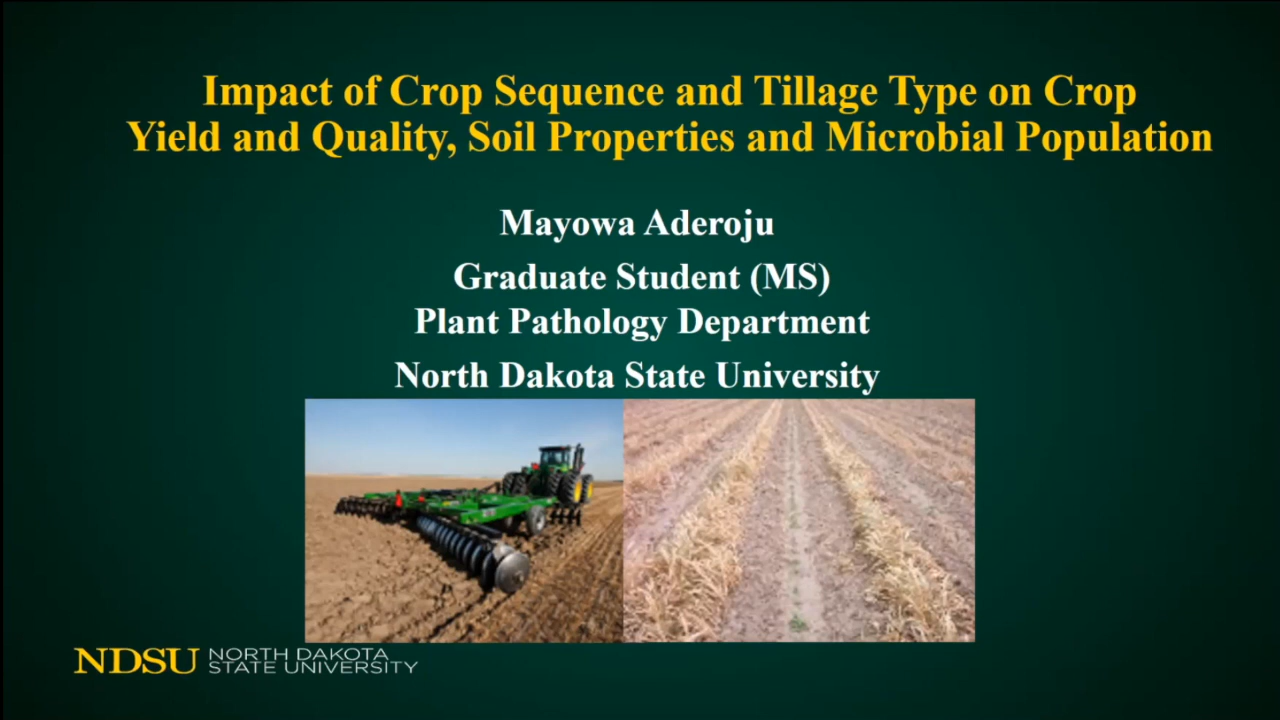 Impact of Crop Sequence and Tillage Type on Crop
Yield and Quality, Soil Properties and Microbial Population
Mayowa Aderoju
Graduate Student (MS)
Plant Pathology Department
North Dakota State University
NDSU NORTH DAKOTA
STATE UNIVERSITY